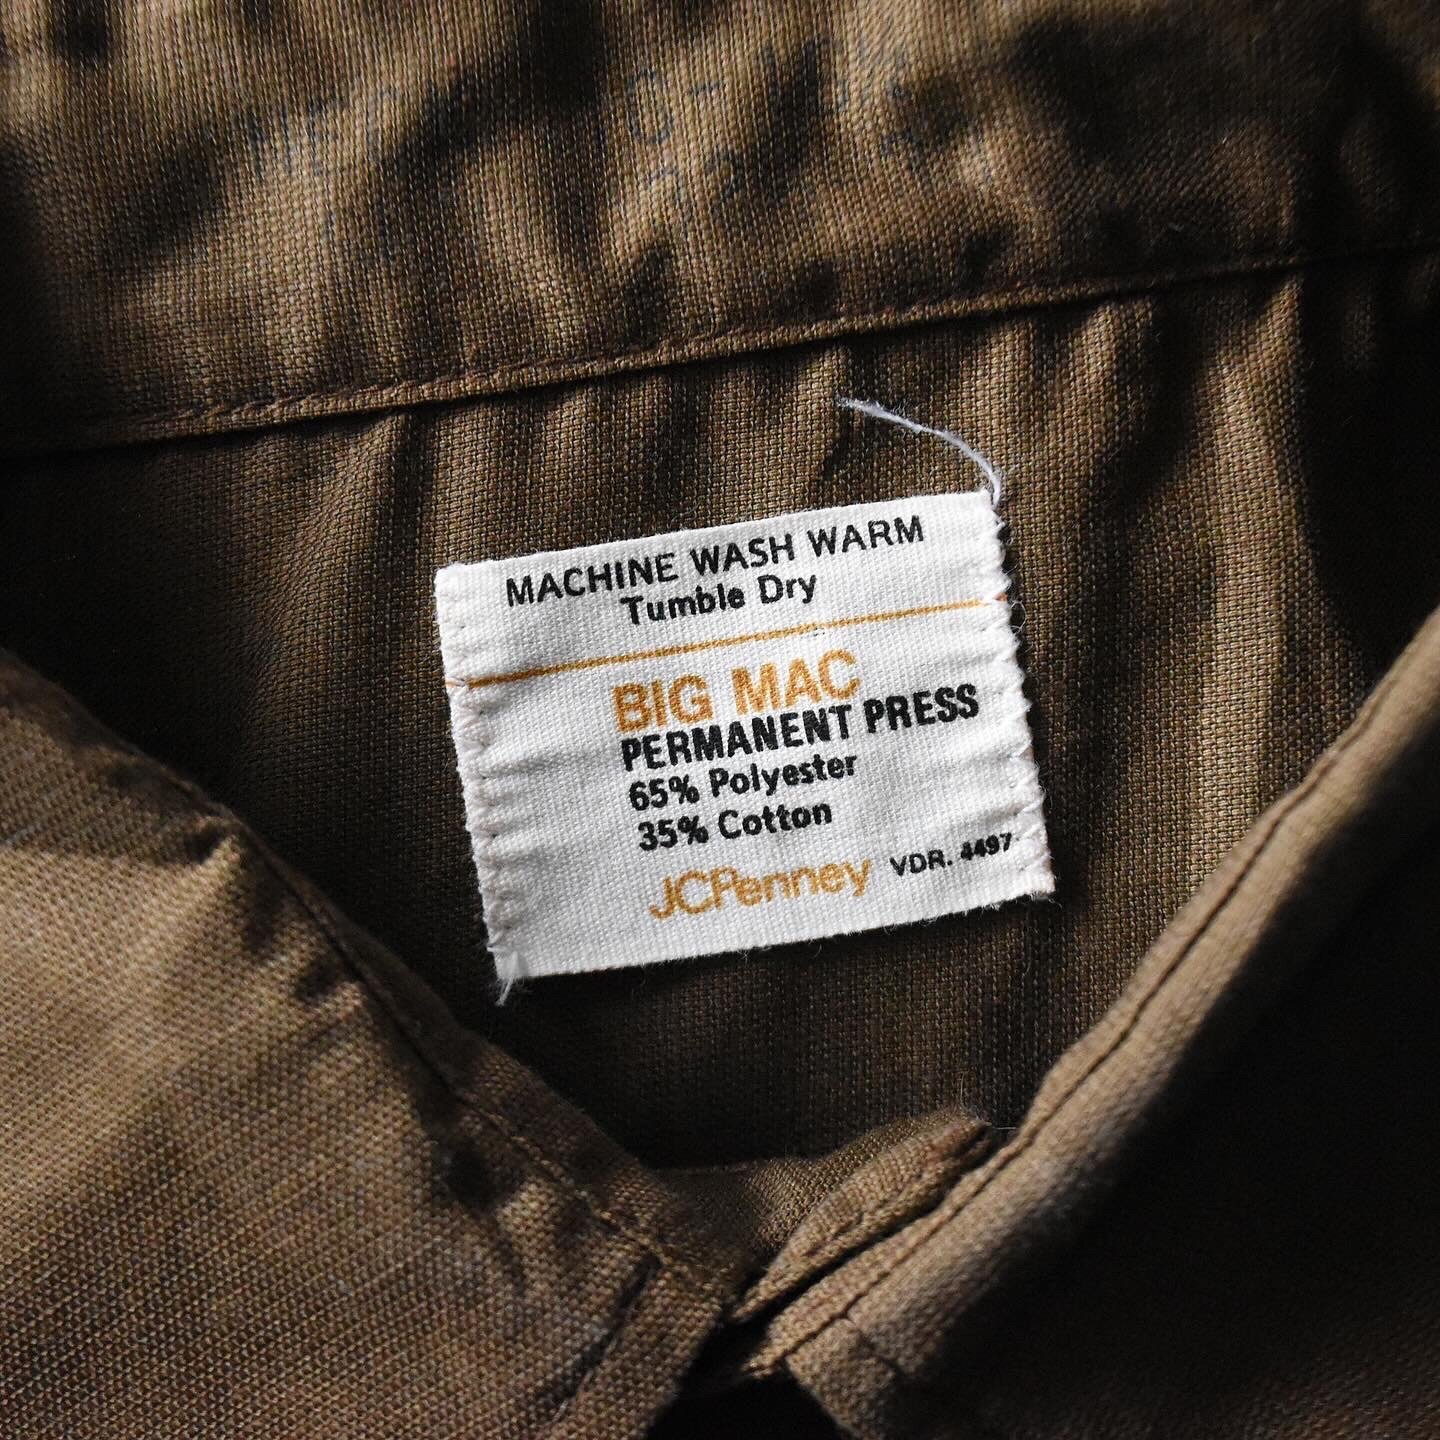 MACHINE WASH WARM
Tumble Dry
BIG MAC
PERMANENT PRESS
65% Polyester
35% Cotton
JCPenney VDR. 4497